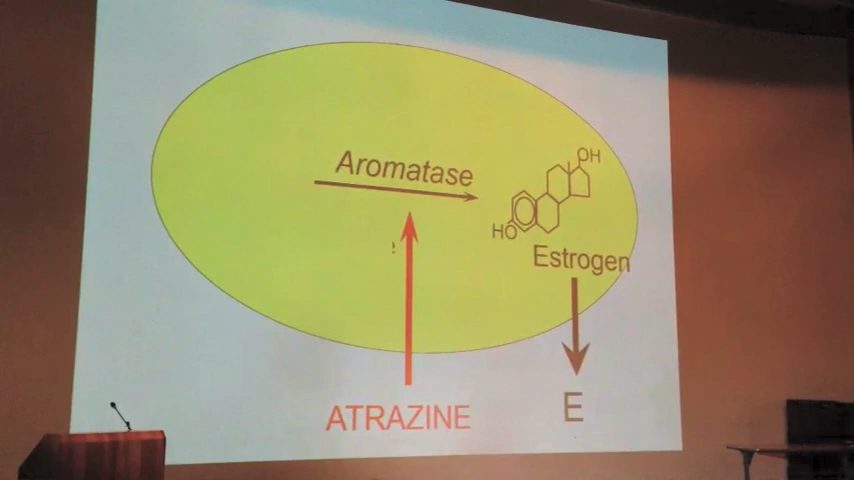 Aromatase
OH
HO
Estrogen
ATRAZINE
E